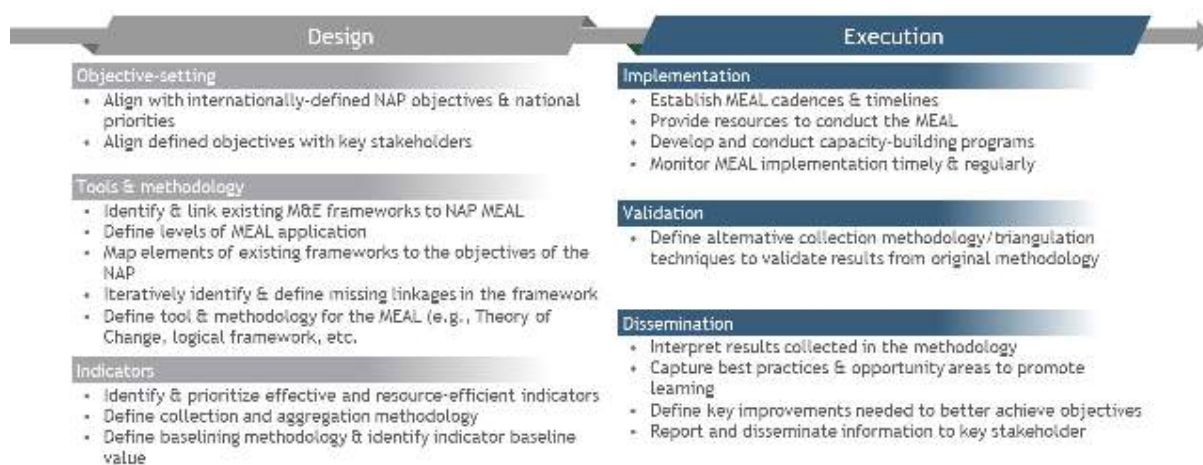 Design
Objective-setting
• Align with internationally-defined NAP objectives & national
priorities
• Align defined objectives with key stakeholders
Tools & methodology
• Identify & link existing M&E frameworks to NAP MEAL
• Define levels of MEAL application
• Map elements of existing frameworks to the objectives of the
NAP
• Iteratively identify & define missing linkages in the framework
• Define tool & methodology for the MEAL (e.g., Theory of
Change, logical framework, etc.
Indicators
• Identify & prioritize effective and resource-efficient indicators
• Define collection and aggregation methodology
• Define baselining methodology & identify indicator baseline
value
Execution
Implementation
• Establish MEAL cadences & timelines
• Provide resources to conduct the MEAL
• Develop and conduct capacity-building programs
• Monitor MEAL implementation timely & regularly
Validation
• Define alternative collection methodology/triangulation
techniques to validate results from original methodology
Dissemination
• Interpret results collected in the methodology
• Capture best practices & opportunity areas to promote
learning
• Define key improvements needed to better achieve objectives
• Report and disseminate information to key stakeholder